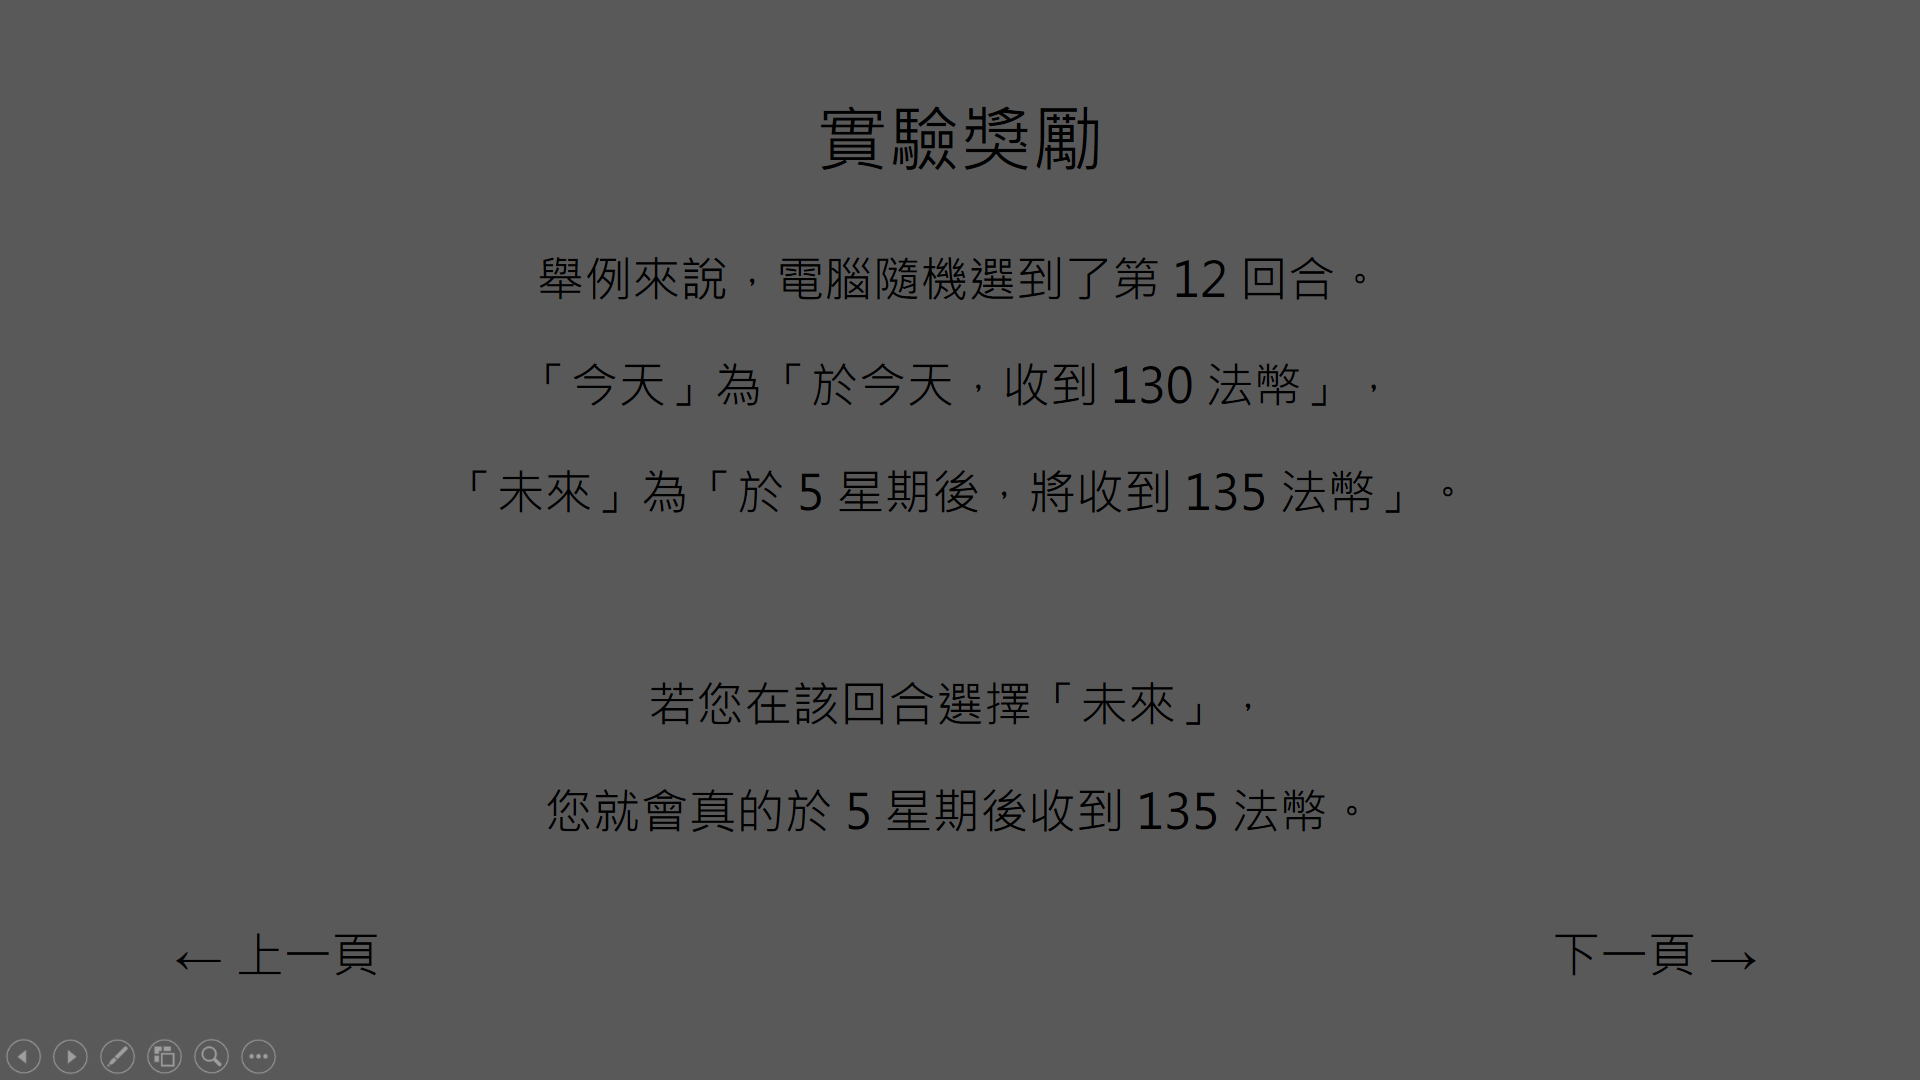 實驗獎勵
舉例來說，電腦隨機選到了第 12 回合。
「今天」為「於今天，收到 130 法幣」，
「未來」為「於 5 星期後，將收到 135 法幣」。
若您在該回合選擇「未來」，
您就會真的於 5 星期後收到 135 法幣。
← 上一頁
下一頁 →